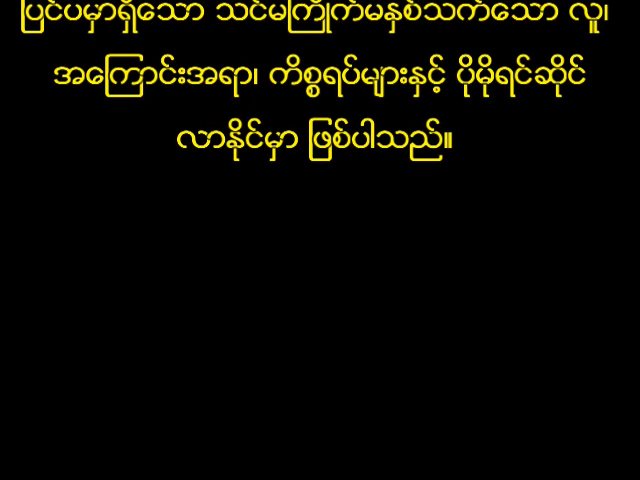 ပြင်ပမှာရှိသော သင်မကြိုက်မနှစ်သက်သော လူ၊
အကြောင်းအရာ၊ ကိစ္စရပ်များနှင့် ပိုမိုရင်ဆိုင်
လာနိုင်မှာ ဖြစ်ပါသည်။